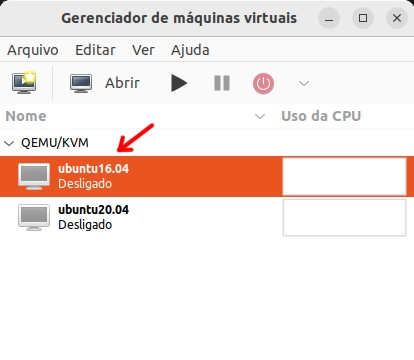 Gerenciador de máquinas virtuais
Arquivo Editar Ver Ajuda
Abrir
Nome Uso da CPU
QEMU/KVM
ubuntu16.04
Desligado
ubuntu20.04
Desligado